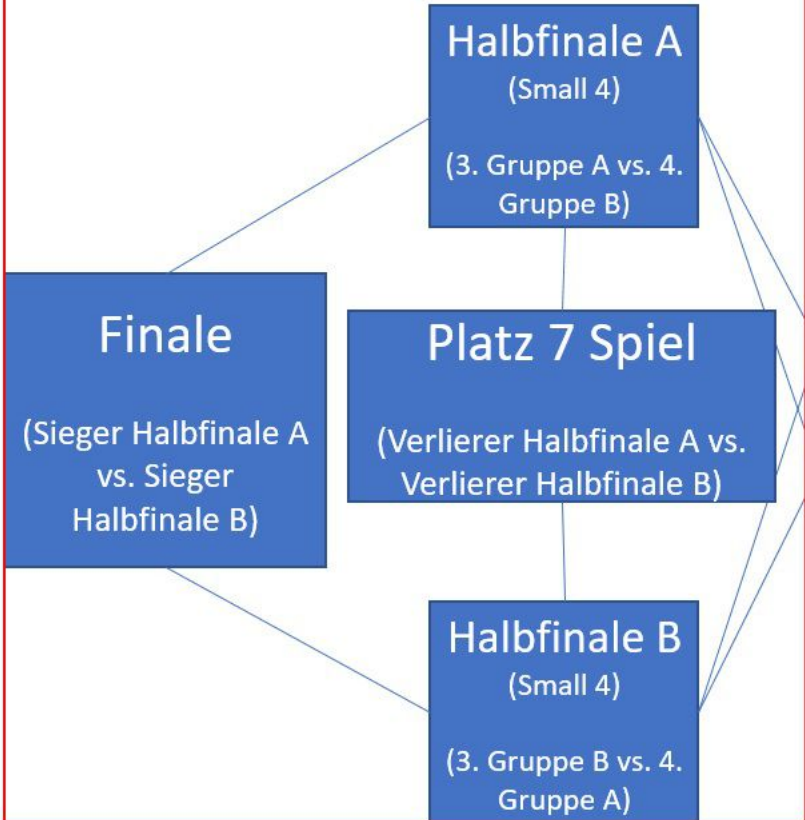 Halbfinale A
(Small 4)
(3. Gruppe A vs. 4.
Gruppe B)
Finale
(Sieger Halbfinale A
vs. Sieger
Halbfinale B)
Platz 7 Spiel
(Verlierer Halbfinale A vs.
Verlierer Halbfinale B)
Halbfinale B
(Small 4)
(3. Gruppe B vs. 4.
Gruppe A)